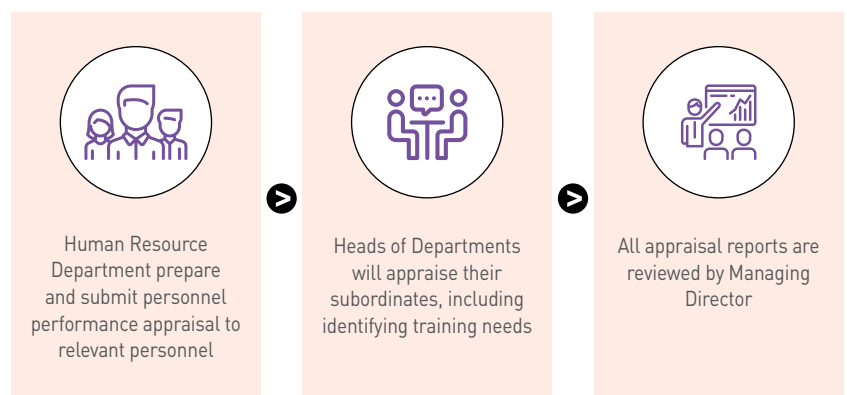 Human Resource
Department prepare
and submit personnel
performance appraisal to
relevant personnel
Heads of Departments
will appraise their
subordinates, including
identifying training needs
All appraisal reports are
reviewed by Managing
Director